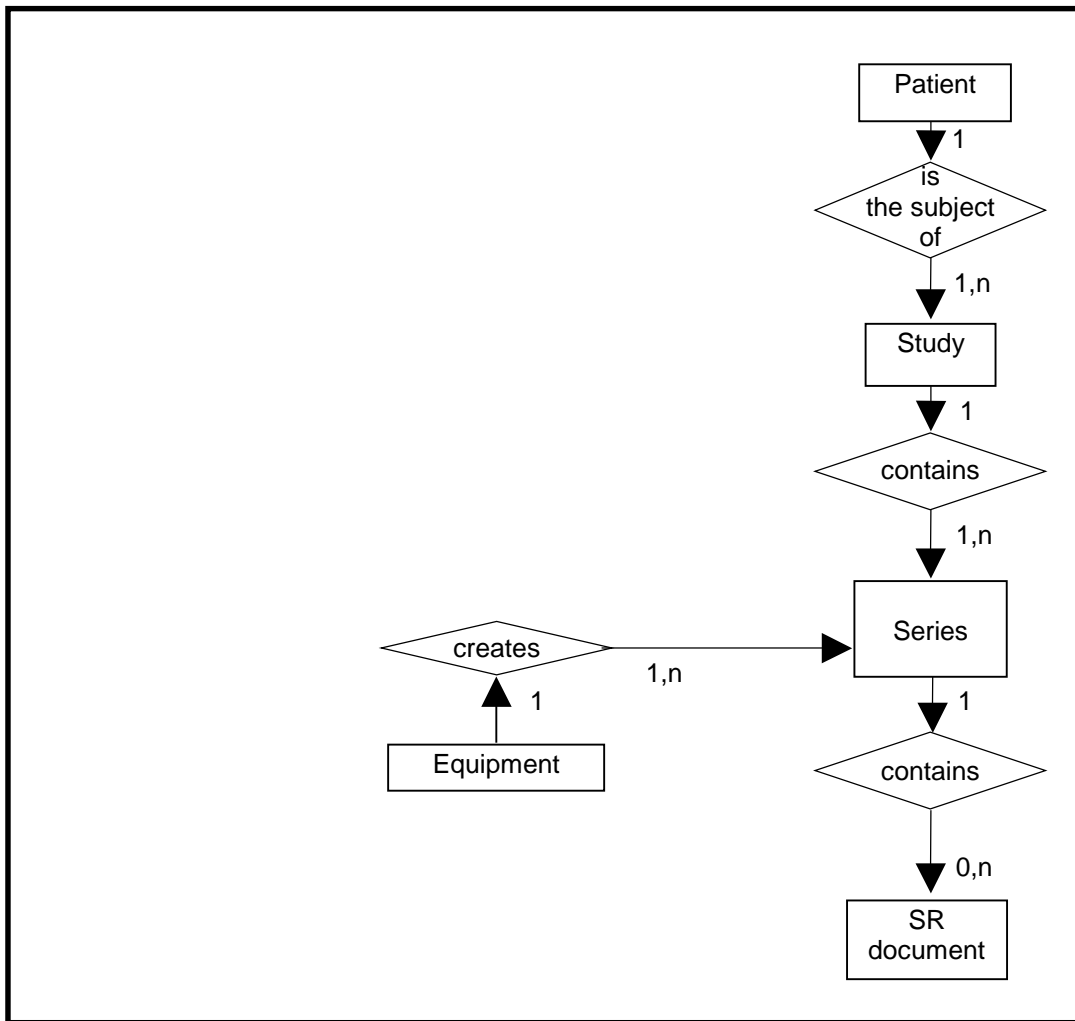 Patient
1
is
the subject
of
1,n
Study
1
contains
1,n
Series
creates
1,n
1
1
Equipment
contains
0,n
SR
document